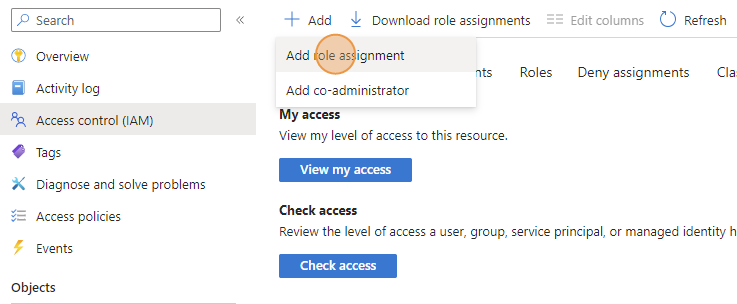 Search
«
Add
Download role assignments
Edit columns
Refresh
Overview
Activity log
Access control (IAM)
Tags
Diagnose and solve problems
Access policies
Events
Objects
Add role assignment
Add co-administrator
Roles
Deny assignments
My access
View my level of access to this resource.
View my access
Check access
Review the level of access a user, group, service principal, or managed identity
Check access